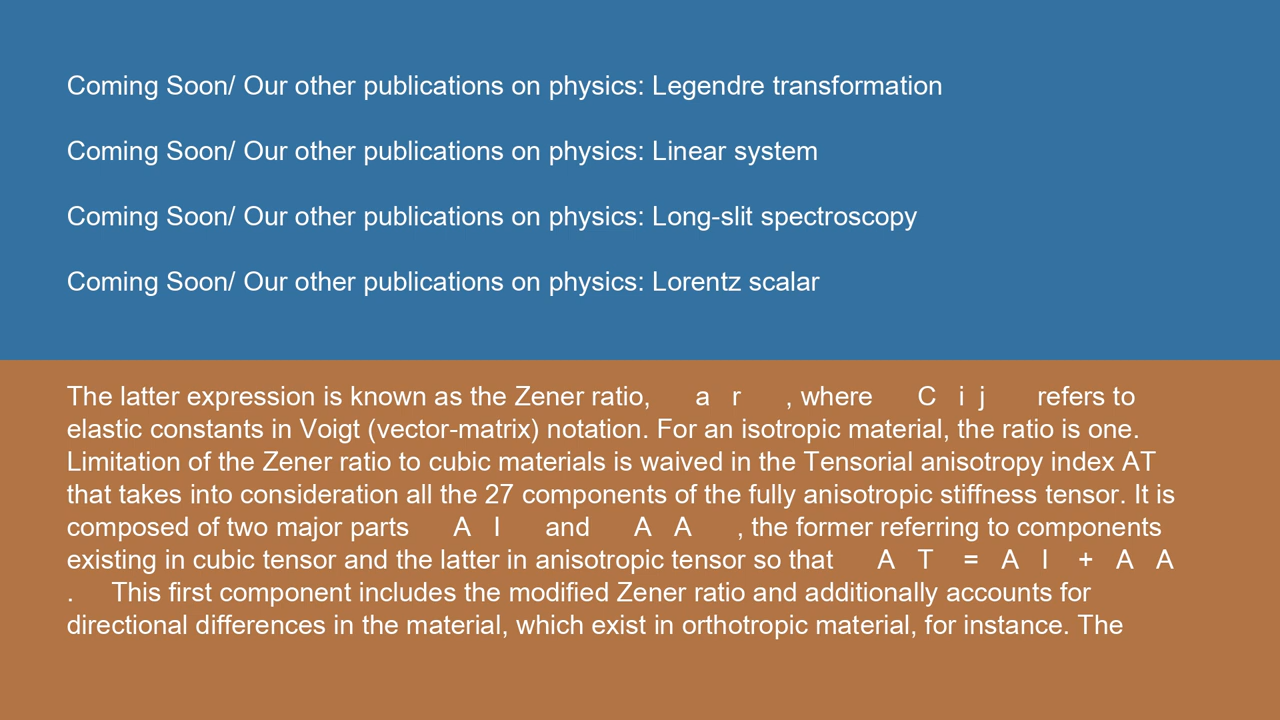 Coming Soon/ Our other publications on physics: Legendre transformation
Coming Soon/ Our other publications on physics: Linear system
Coming Soon/ Our other publications on physics: Long-slit spectroscopy
Coming Soon/ Our other publications on physics: Lorentz scalar
The latter expression is known as the Zener ratio, a r , where C i j refers to
elastic constants in Voigt (vector-matrix) notation. For an isotropic material, the ratio is one.
Limitation of the Zener ratio to cubic materials is waived in the Tensorial anisotropy index AT
that takes into consideration all the 27 components of the fully anisotropic stiffness tensor. It is
composed of two major parts A I and A A , the former referring to components
existing in cubic tensor and the latter in anisotropic tensor so that A T = A I + A A
. This first component includes the modified Zener ratio and additionally accounts for
directional differences in the material, which exist in orthotropic material, for instance. The